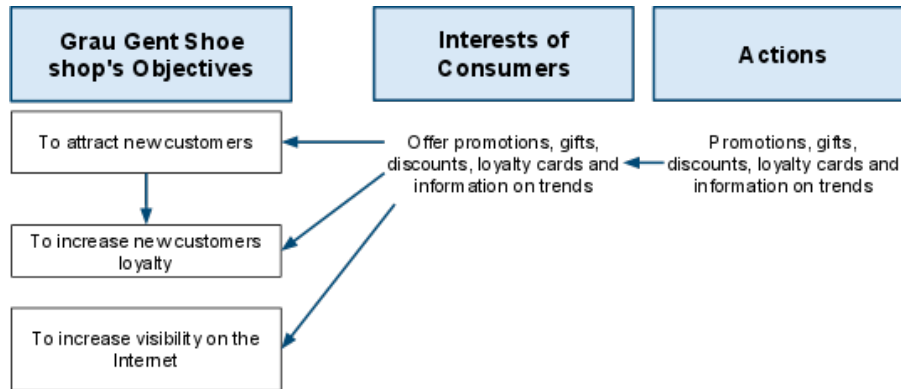 Grau Gent Shoe
shop's Objectives
Interests of
Consumers
Actions
To attract new customers
Offer promotions, gifts,
discounts, loyalty cards and
information on trends
Promotions, gifts,
discounts, loyalty cards and
information on trends
To increase new customers
loyalty
To increase visibility on the
Internet